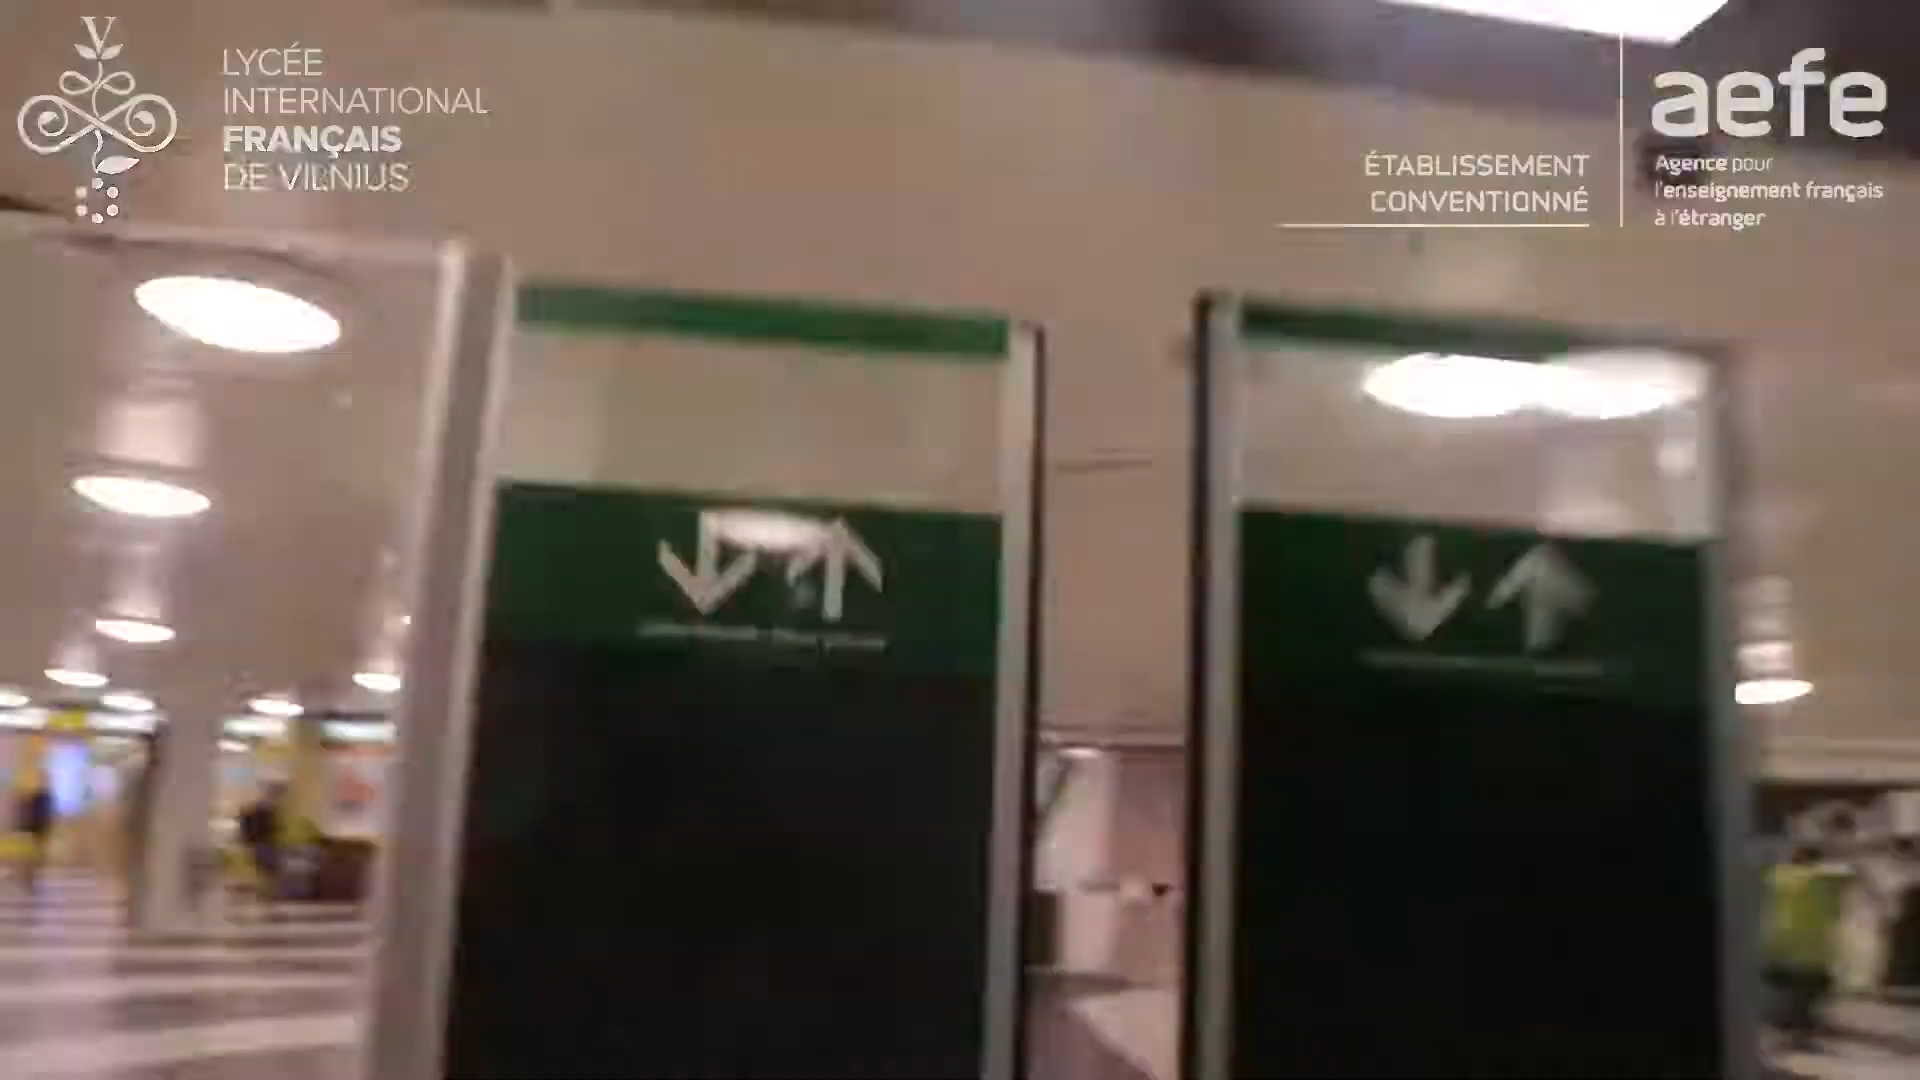 V
LYCÉE
INTERNATIONAL
FRANÇAIS
DE VILNIUS
ÉTABLISSEMENT
CONVENTIONNÉ
aefe
Agence pour
l'enseignement français
à l'étranger